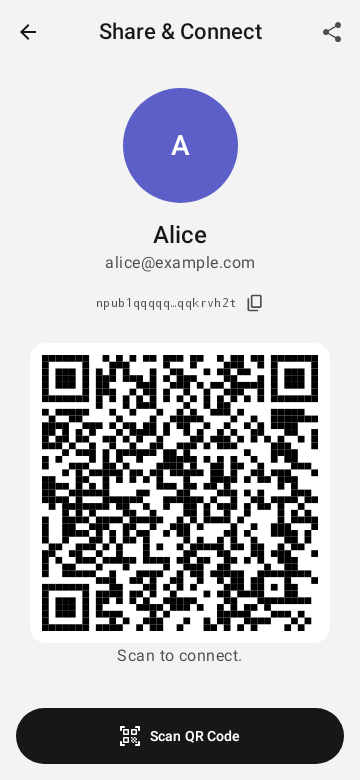 Share & Connect
A
Alice
alice@example.com
npub1qqqqq…qqkrvh2t
Scan to connect.
Scan QR Code